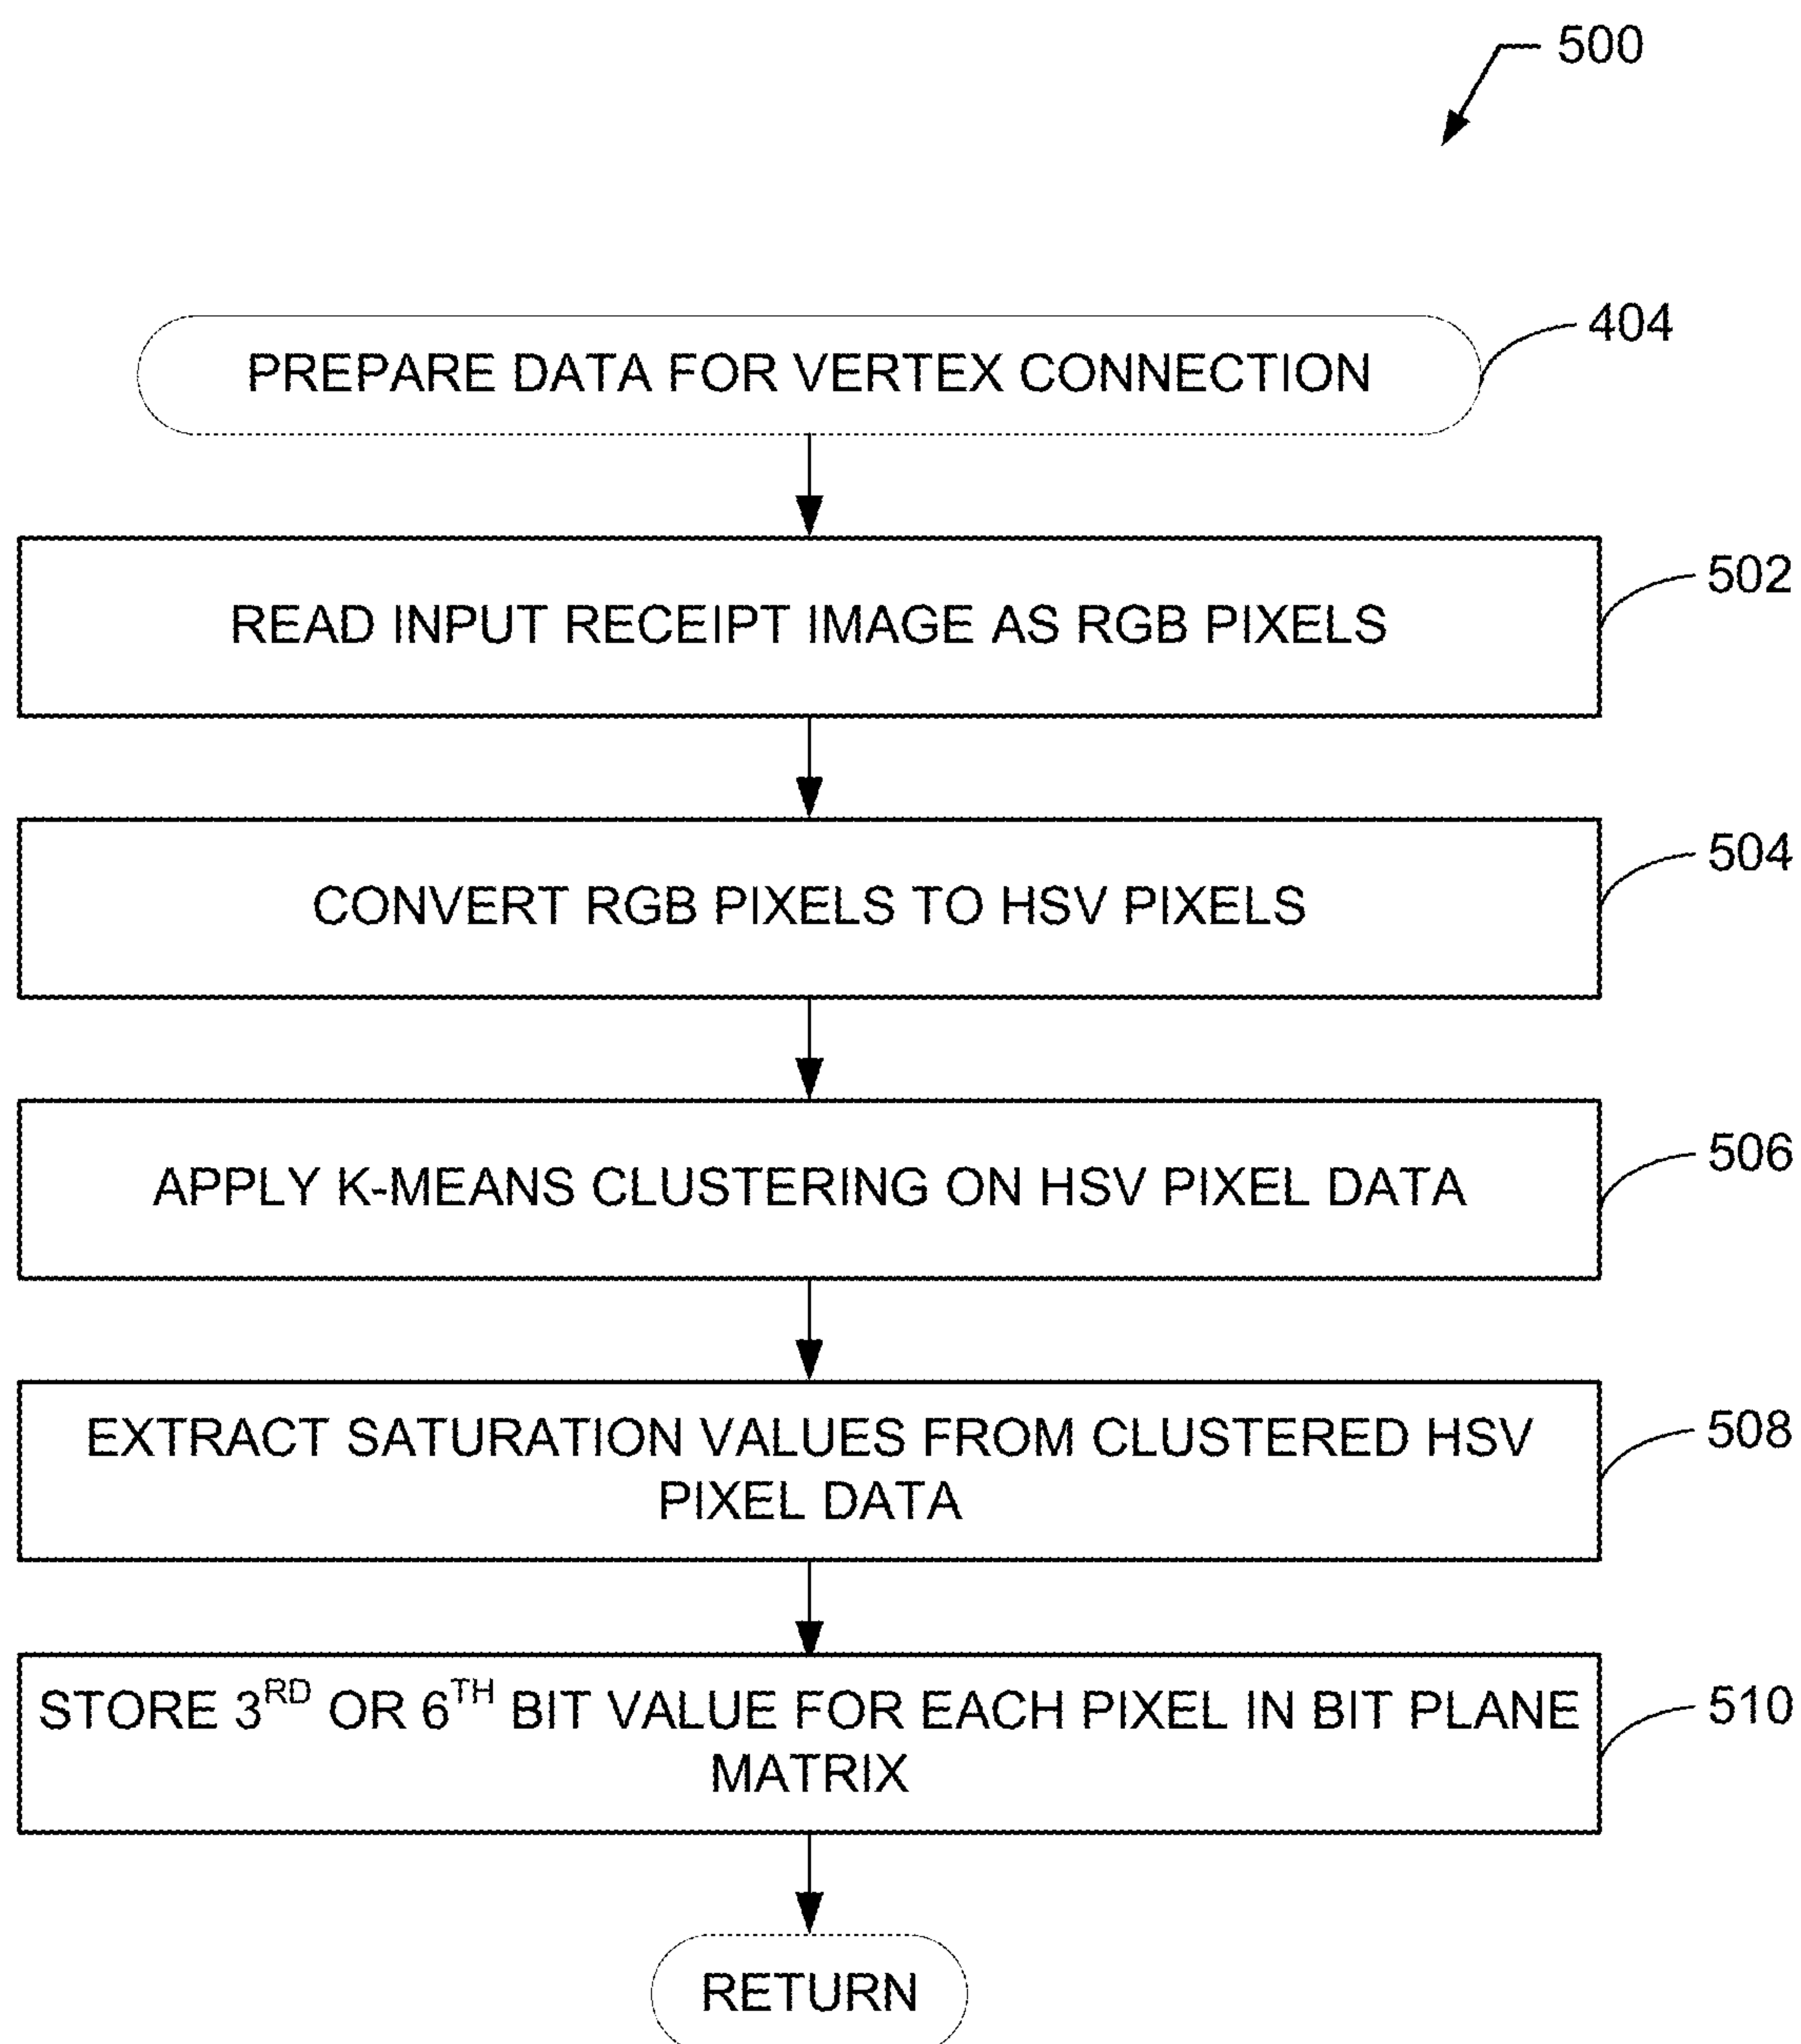 500
PREPARE DATA FOR VERTEX CONNECTION
404
READ INPUT RECEIPT IMAGE AS RGB PIXELS
502
CONVERT RGB PIXELS TO HSV PIXELS
504
APPLY K-MEANS CLUSTERING ON HSV PIXEL DATA
506
EXTRACT SATURATION VALUES FROM CLUSTERED HSV
PIXEL DATA
508
STORE 3RD OR 6TH BIT VALUE FOR EACH PIXEL IN BIT PLANE
MATRIX
510
RETURN